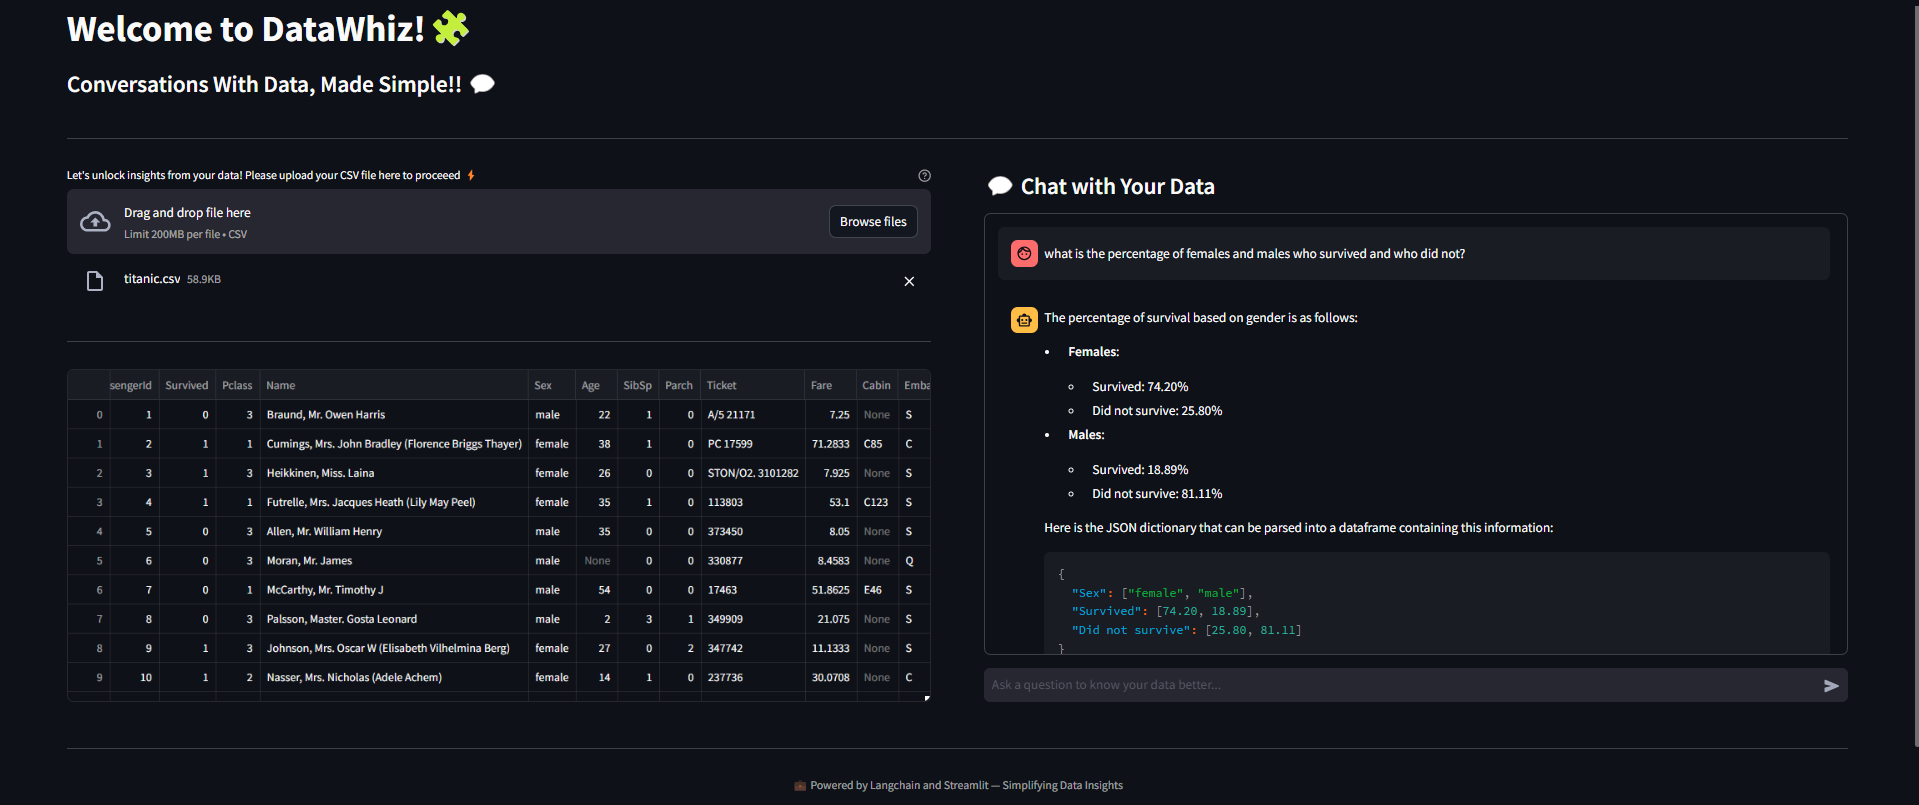 Welcome to DataWhiz!
Conversations With Data, Made Simple!!
Let's unlock insights from your data! Please upload your CSV file here to proceeed
Drag and drop file here
Limit 200MB per file • CSV
Browse files
titanic.csv 58.9KB
sengerId Survived Pclass Name Sex Age SibSp Parch Ticket Fare Cabin Emba
0 1 0 3 Braund, Mr. Owen Harris male 22 1 0 A/5 21171 7.25 None S
1 2 1 1 Cumings, Mrs. John Bradley (Florence Briggs Thayer) female 38 1 0 PC 17599 71.2833 C85 C
2 3 1 3 Heikkinen, Miss. Laina female 26 0 0 STON/O2. 3101282 7.925 None S
3 4 1 1 Futrelle, Mrs. Jacques Heath (Lily May Peel) female 35 1 0 113803 53.1 C123 S
4 5 0 3 Allen, Mr. William Henry male 35 0 0 373450 8.05 None S
5 6 0 3 Moran, Mr. James male None 0 0 330877 8.4583 None Q
6 7 0 1 McCarthy, Mr. Timothy J male 54 0 0 17463 51.8625 E46 S
7 8 0 3 Palsson, Master. Gosta Leonard male 2 3 1 349909 21.075 None S
8 9 1 3 Johnson, Mrs. Oscar W (Elisabeth Vilhelmina Berg) female 27 0 2 347742 11.1333 None S
9 10 1 2 Nasser, Mrs. Nicholas (Adele Achem) female 14 1 0 237736 30.0708 None C
Chat with Your Data
what is the percentage of females and males who survived and who did not?
The percentage of survival based on gender is as follows:
• Females:
◦ Survived: 74.20%
◦ Did not survive: 25.80%
• Males:
◦ Survived: 18.89%
◦ Did not survive: 81.11%
Here is the JSON dictionary that can be parsed into a dataframe containing this information:
{
"Sex": ["female", "male"],
"Survived": [74.20, 18.89],
"Did not survive": [25.80, 81.11]
}
Ask a question to know your data better...
Powered by Langchain and Streamlit — Simplifying Data Insights